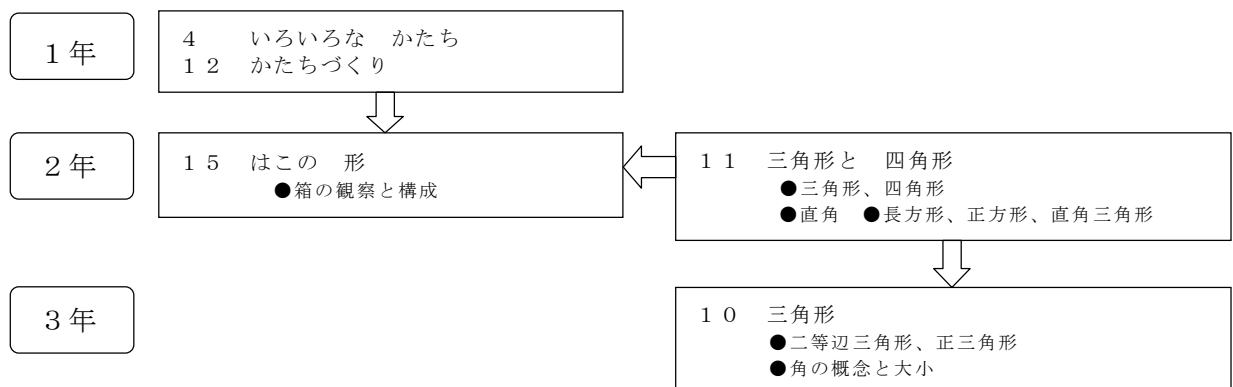 1年
4　いろいろな　かたち
12　かたちづくり
2年
15　はこの　形
●箱の観察と構成
11　三角形と　四角形
●三角形、四角形
●直角　●長方形、正方形、直角三角形
3年
10　三角形
●二等辺三角形、正三角形
●角の概念と大小